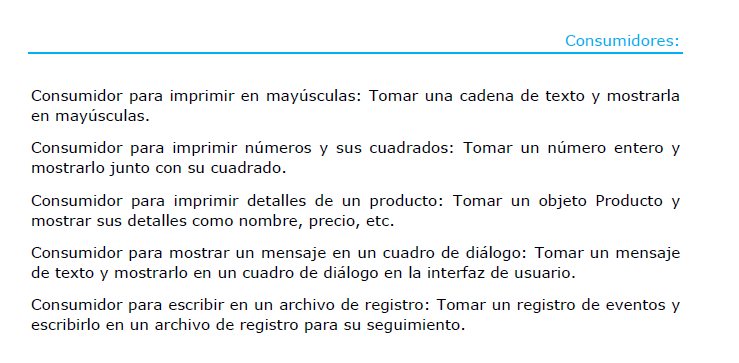 Consumidores:
Consumidor para imprimir en mayúsculas: Tomar una cadena de texto y mostrarla
en mayúsculas.
Consumidor para imprimir números y sus cuadrados: Tomar un número entero y
mostrarlo junto con su cuadrado.
Consumidor para imprimir detalles de un producto: Tomar un objeto Producto y
mostrar sus detalles como nombre, precio, etc.
Consumidor para mostrar un mensaje en un cuadro de diálogo: Tomar un mensaje
de texto y mostrarlo en un cuadro de diálogo en la interfaz de usuario.
Consumidor para escribir en un archivo de registro: Tomar un registro de eventos y
escribirlo en un archivo de registro para su seguimiento.